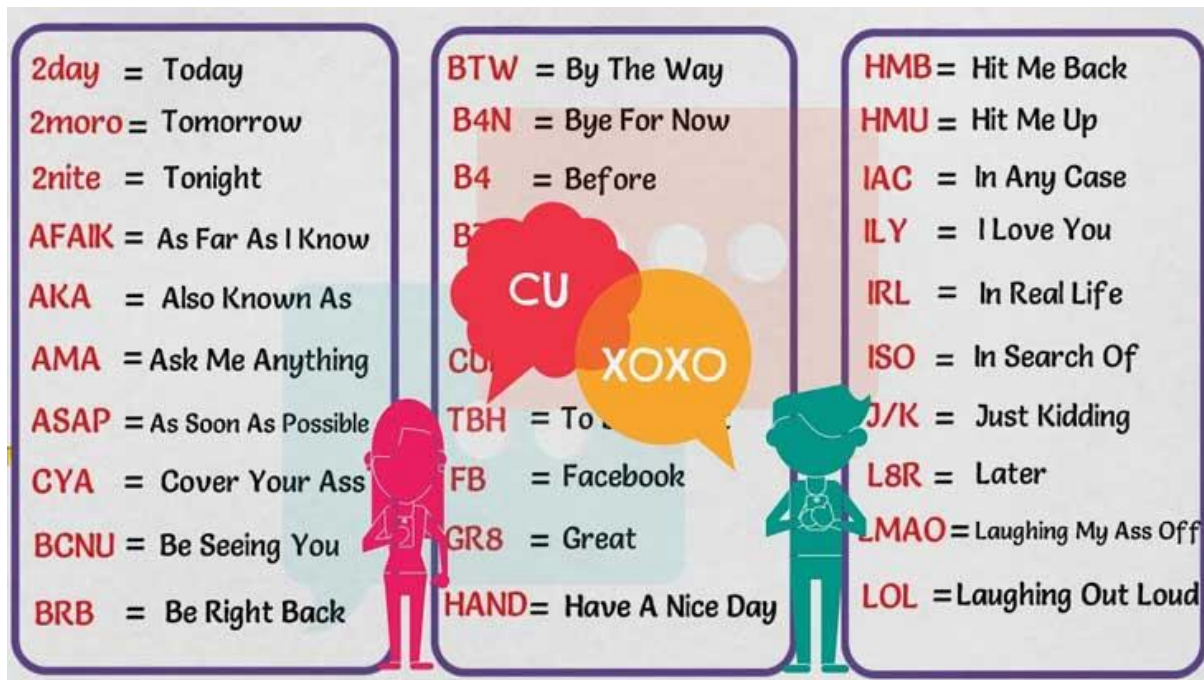 2day = Today
2moro = Tomorrow
2nite = Tonight
AFAIK = As Far As I Know
AKA = Also Known As
AMA = Ask Me Anything
ASAP = As Soon As Possible
CYA = Cover Your Ass
BCNU = Be Seeing You
BRB = Be Right Back
BTW = By The Way
B4N = Bye For Now
B4 = Before
CU
XOXO
TBH = To
FB = Facebook
GR8 = Great
HAND = Have A Nice Day
HMB = Hit Me Back
HMU = Hit Me Up
IAC = In Any Case
ILY = I Love You
IRL = In Real Life
ISO = In Search Of
J/K = Just Kidding
L8R = Later
LMAO = Laughing My Ass Off
LOL = Laughing Out Loud